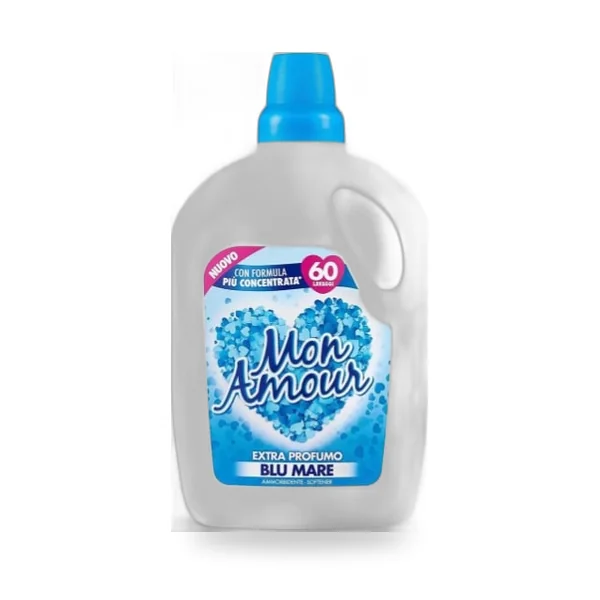 NUOVO
CON FORMULA
PIÙ CONCENTRATA*
60
LAVAGGI
Mon
Amour
EXTRA PROFUMO
BLU MARE
AMMORBIDENTE - SOFTENER